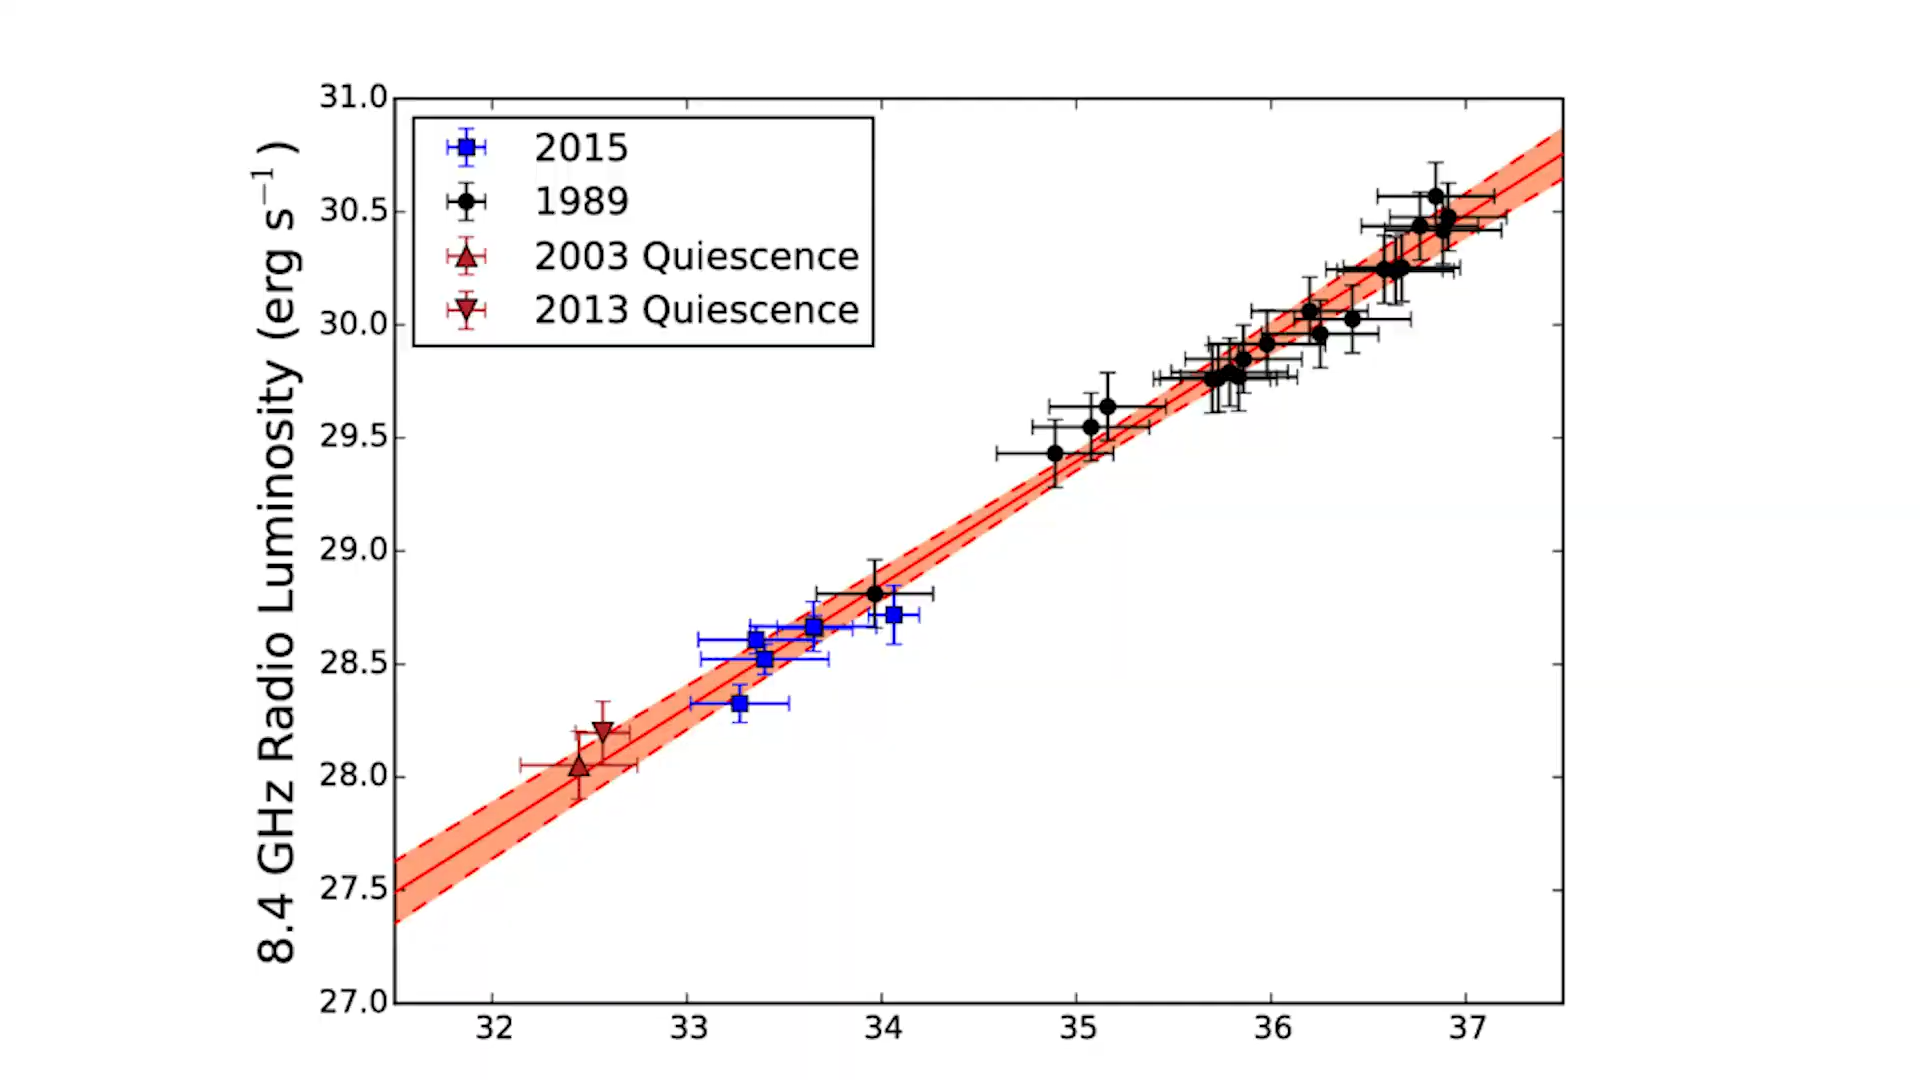 31.0
30.5
30.0
29.5
29.0
28.5
28.0
27.5
27.0
8.4 GHz Radio Luminosity (erg s⁻¹)
2015
1989
2003 Quiescence
2013 Quiescence
32 33 34 35 36 37